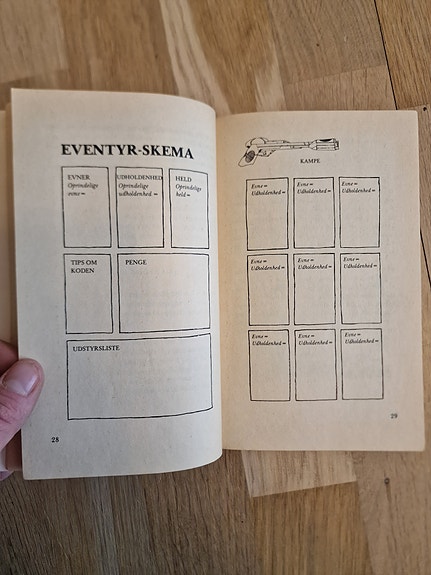 EVENTYR-SKEMA
EVNER
Oprindelige
evne =
UDHOLDENHED
Oprindelige
udholdenhed =
HELD
Oprindelige
held =
TIPS OM
KODEN
PENGE
UDSTYRSLISTE
28
KAMPE
Evne =
Udholdenhed =
Evne =
Udholdenhed =
Evne =
Udholdenhed =
Evne =
Udholdenhed =
Evne =
Udholdenhed =
Evne =
Udholdenhed =
Evne =
Udholdenhed =
Evne =
Udholdenhed =
Evne =
Udholdenhed =
29